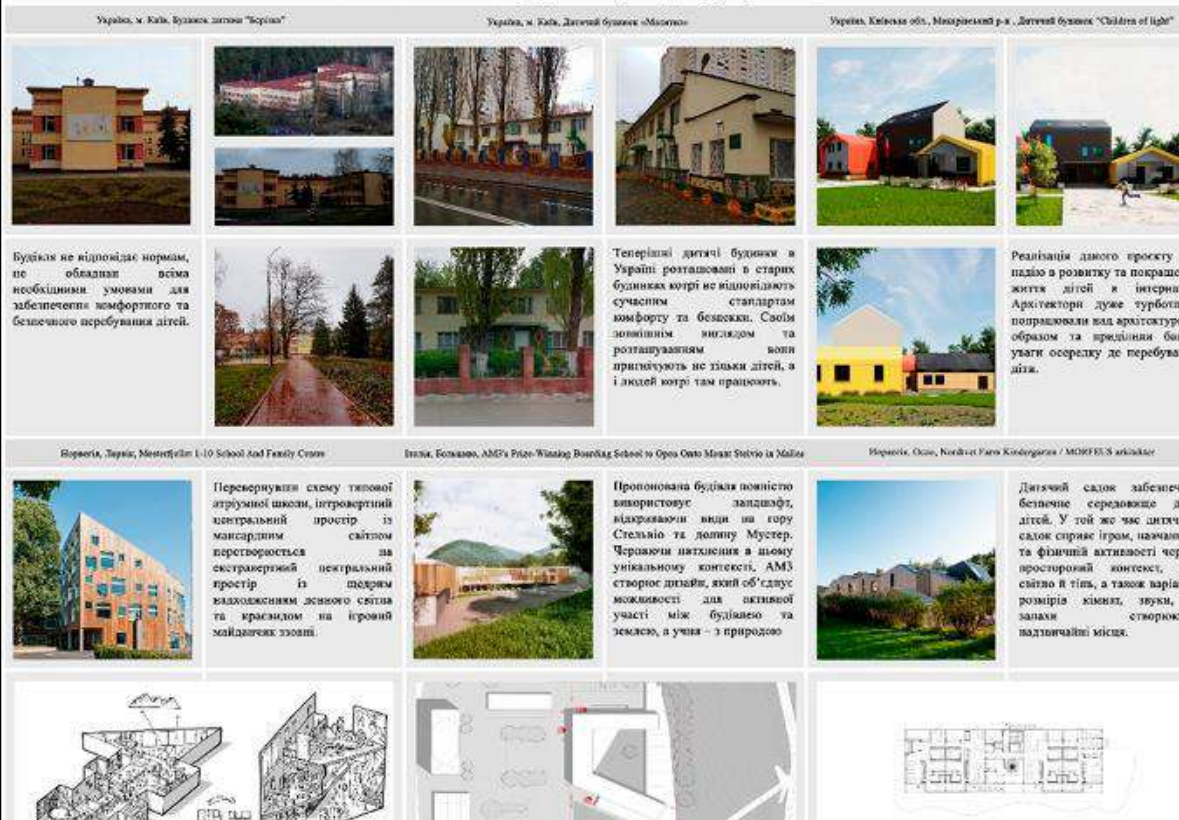 Україна, м. Київ, Будинок дитини "Берізка"
Україна, м. Київ, Дитячий будинок «Малятко»
Україна, Київська обл., Макарівський р-н , Дитячий будинок "Children of light"
Будівля не відповідає нормам,
не обладнан всіма
необхідними умовами для
забезпечення комфортного та
безпечного перебування дітей.
Теперішні дитячі будинки в
Україні розташовані в старих
будинках котрі не відповідають
сучасним стандартам
комфорту та безпеки. Своїм
зовнішнім виглядом та
розташуванням вони
пригнічують не тільки дітей, а
і людей котрі там працюють.
Реалізація даного проєкту
надію в розвитку та покраще
життя дітей в інтерна
Архітектори дуже турбот
попрацювали над архітектур
образом та приділили ба
уваги осередку де перебува
діти.
Норвегія, Ларвік, Mesterfjellet 1-10 School And Family Centre
Італія, Больцано, AM3's Prize-Winning Boarding School to Open Onto Mount Stelvio in Malles
Норвегія, Осло, Nordtvet Farm Kindergarten / MORFEUS arkitekter
Перевернувши схему типової
атріумної школи, інтровертний
центральний простір із
мансардним світлом
перетворюється на
екстравертний центральний
простір із щедрим
надходженням денного світла
та краєвидом на ігровий
майданчик ззовні.
Пропонована будівля повністю
використовує ландшафт,
відкриваючи види на гору
Стельвіо та долину Мустер.
Черпаючи натхнення в цьому
унікальному контексті, AM3
створює дизайн, який об'єднує
можливості для активної
участі між будівлею та
землею, а учня – з природою
Дитячий садок забезпеч
безпечне середовище д
дітей. У той же час дитяч
садок сприяє іграм, навчан
та фізичній активності чер
просторовий контекст,
світло й тінь, а також варіа
розмірів кімнат, звуки,
запахи створюю
надзвичайні місця.